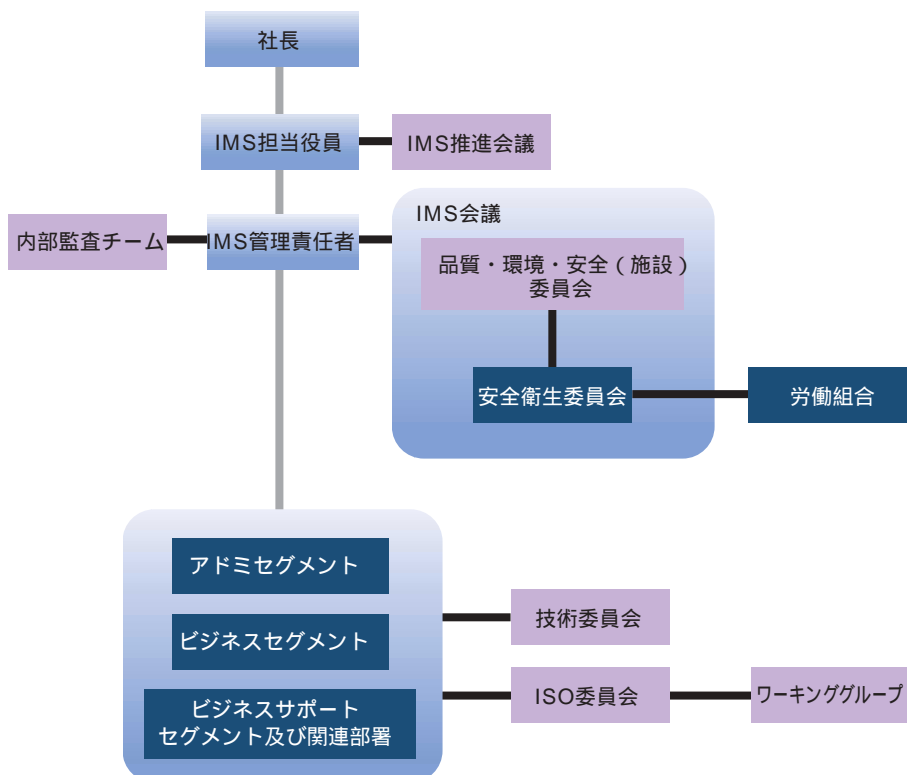 社長
IMS担当役員
IMS推進会議
内部監査チーム
IMS管理責任者
IMS会議
品質・環境・安全（施設）
委員会
安全衛生委員会
労働組合
アドミセグメント
ビジネスセグメント
ビジネスサポート
セグメント及び関連部署
技術委員会
ISO委員会
ワーキンググループ